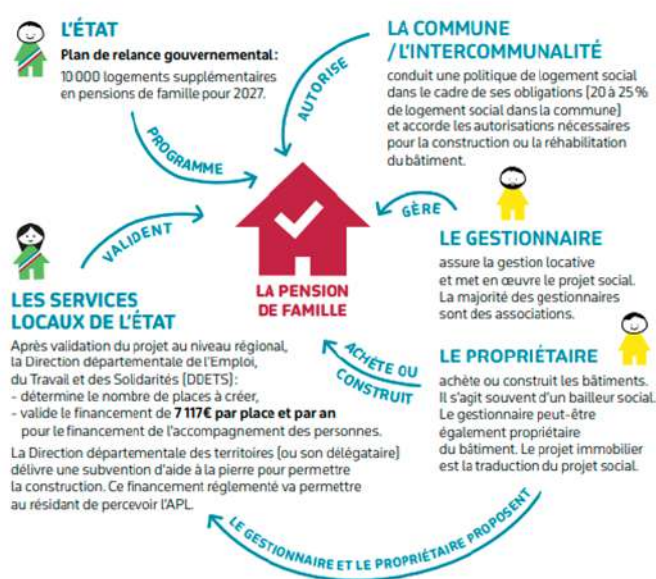 L'ÉTAT
Plan de relance gouvernemental :
10 000 logements supplémentaires
en pensions de famille pour 2027.
PROGRAMME
AUTORISE
LA COMMUNE
/L'INTERCOMMUNALITÉ
conduit une politique de logement social
dans le cadre de ses obligations (20 à 25 %
de logement social dans la commune)
et accorde les autorisations nécessaires
pour la construction ou la réhabilitation
du bâtiment.
VALIDENT
LA PENSION
DE FAMILLE
GÈRE
LE GESTIONNAIRE
assure la gestion locative
et met en œuvre le projet social.
La majorité des gestionnaires
sont des associations.
LES SERVICES
LOCAUX DE L'ÉTAT
Après validation du projet au niveau régional,
la Direction départementale de l'Emploi,
du Travail et des Solidarités (DDETS) :
- détermine le nombre de places à créer,
- valide le financement de 7 117 € par place et par an
pour le financement de l'accompagnement des personnes.
La Direction départementale des territoires (ou son délégataire)
délivre une subvention d'aide à la pierre pour permettre
la construction. Ce financement réglementé va permettre
au résidant de percevoir l'APL.
ACHÈTE OU
CONSTRUIT
LE PROPRIÉTAIRE
achète ou construit les bâtiments.
Il s'agit souvent d'un bailleur social.
Le gestionnaire peut-être
également propriétaire
du bâtiment. Le projet immobilier
est la traduction du projet social.
LE GESTIONNAIRE ET LE PROPRIÉTAIRE PROPOSENT